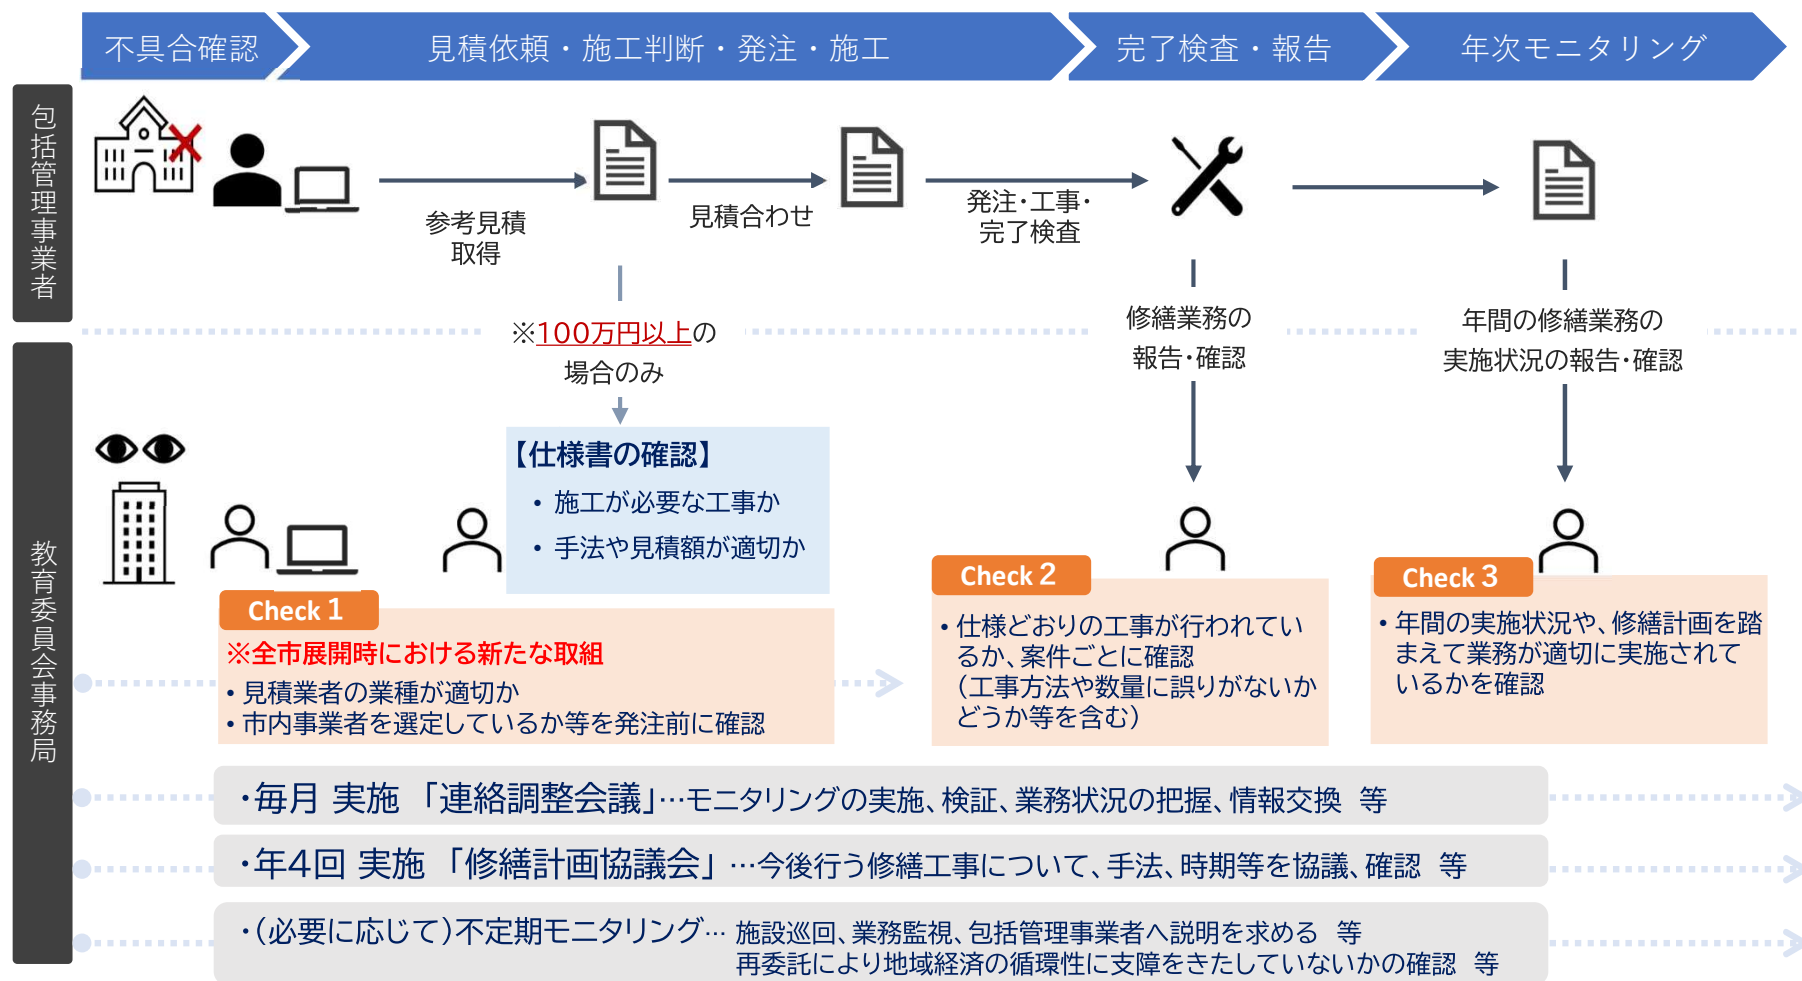 不具合確認
見積依頼・施工判断・発注・施工
完了検査・報告
年次モニタリング
包括管理事業者
参考見積
取得
見積合わせ
発注・工事・
完了検査
※100万円以上の
場合のみ
修繕業務の
報告・確認
年間の修繕業務の
実施状況の報告・確認
教育委員会事務局
【仕様書の確認】
・ 施工が必要な工事か
・ 手法や見積額が適切か
Check 1
※全市展開時における新たな取組
・見積業者の業種が適切か
・市内事業者を選定しているか等を発注前に確認
Check 2
・仕様どおりの工事が行われてい
るか、案件ごとに確認
（工事方法や数量に誤りがないか
どうか等を含む）
Check 3
・年間の実施状況や、修繕計画を踏
まえて業務が適切に実施されて
いるかを確認
・毎月 実施 「連絡調整会議」…モニタリングの実施、検証、業務状況の把握、情報交換 等
・年4回 実施 「修繕計画協議会」 …今後行う修繕工事について、手法、時期等を協議、確認 等
・（必要に応じて）不定期モニタリング… 施設巡回、業務監視、包括管理事業者へ説明を求める 等
再委託により地域経済の循環性に支障をきたしていないかの確認 等